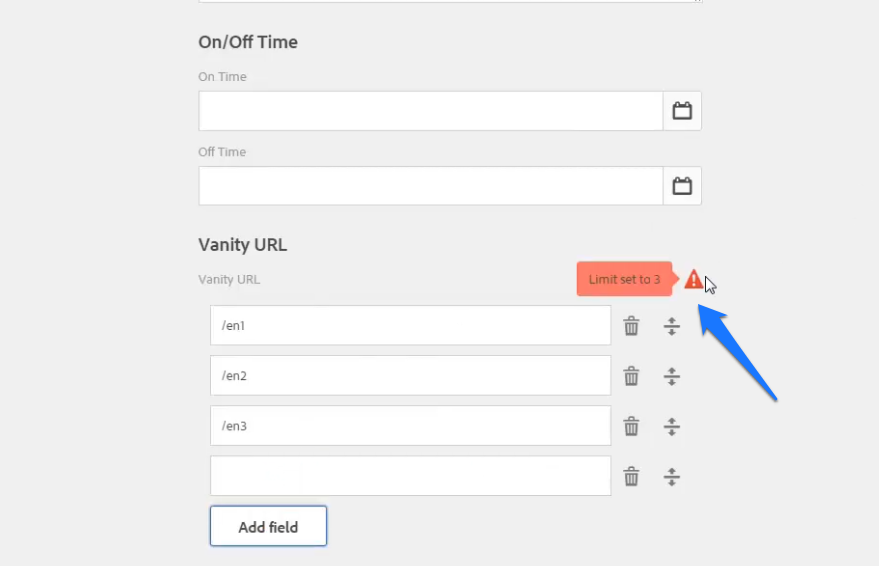 On/Off Time
On Time
Off Time
Vanity URL
Vanity URL
Limit set to 3
/en1
/en2
/en3
Add field